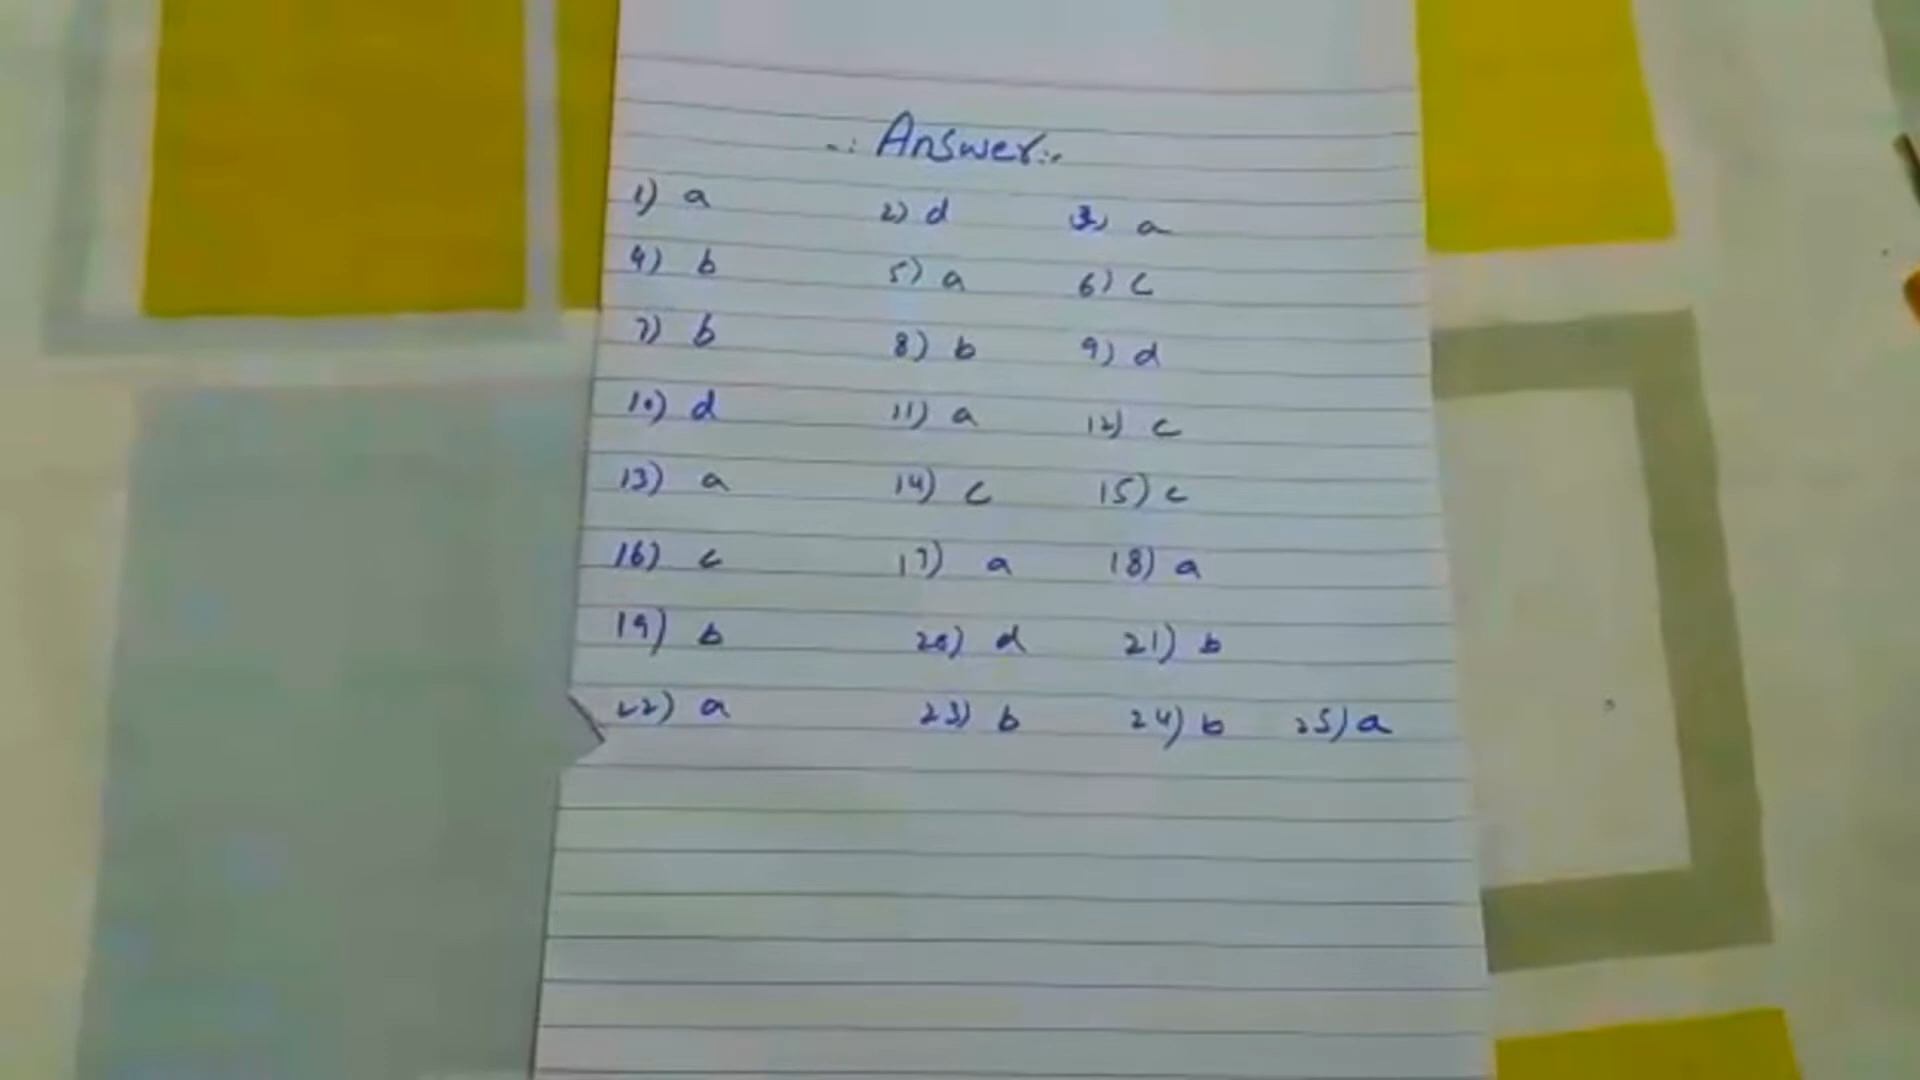 -: Answer:-
1) a 2) d 3) a
4) b 5) a 6) c
7) b 8) b 9) d
10) d 11) a 12) c
13) a 14) c 15) c
16) c 17) a 18) a
19) b 20) d 21) b
22) a 23) b 24) b 25) a